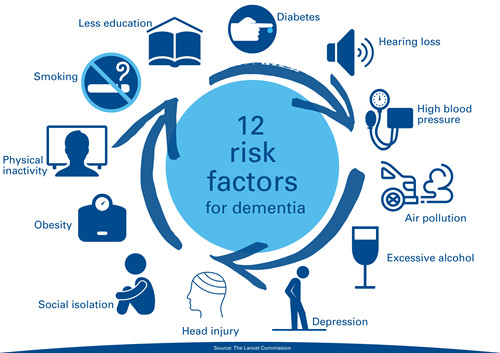 12
risk
factors
for dementia
Diabetes
Hearing loss
High blood
pressure
Air pollution
Excessive alcohol
Depression
Head injury
Social isolation
Obesity
Physical
inactivity
Smoking
Less education
Source: The Lancet Commission